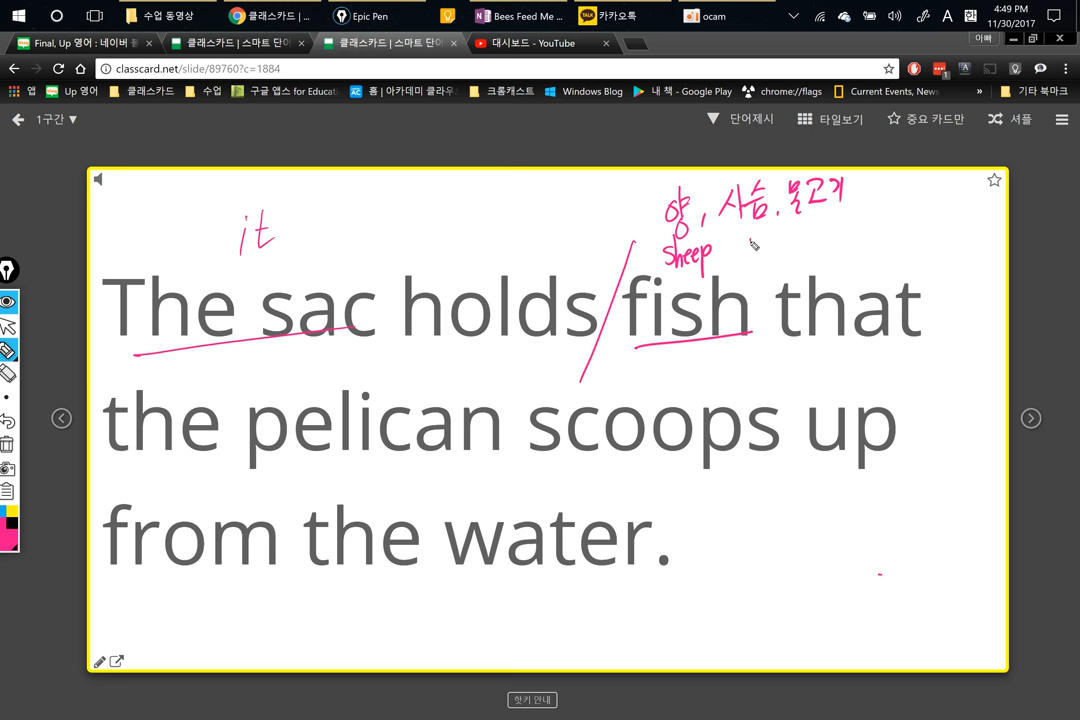 수업 동영상
클래스카드 | ...
Epic Pen
Bees Feed Me ...
카카오톡
ocam
A
한
4:49 PM
11/30/2017
Final, Up 영어 : 네이버 블
클래스카드 | 스마트 단어
클래스카드 | 스마트 단어
대시보드 - YouTube
아빠
classcard.net/slide/89760?c=1884
앱
Up 영어
클래스카드
수업
구글 앱스 for Educati
홈 | 아카데미 클라우
크롬캐스트
Windows Blog
내 책 - Google Play
chrome://flags
Current Events, News
»
기타 북마크
1구간 ▼
단어제시
타일보기
중요 카드만
셔플
양, 사슴, 물고기
it
sheep
The sac holds fish that
the pelican scoops up
from the water.
핫키 안내